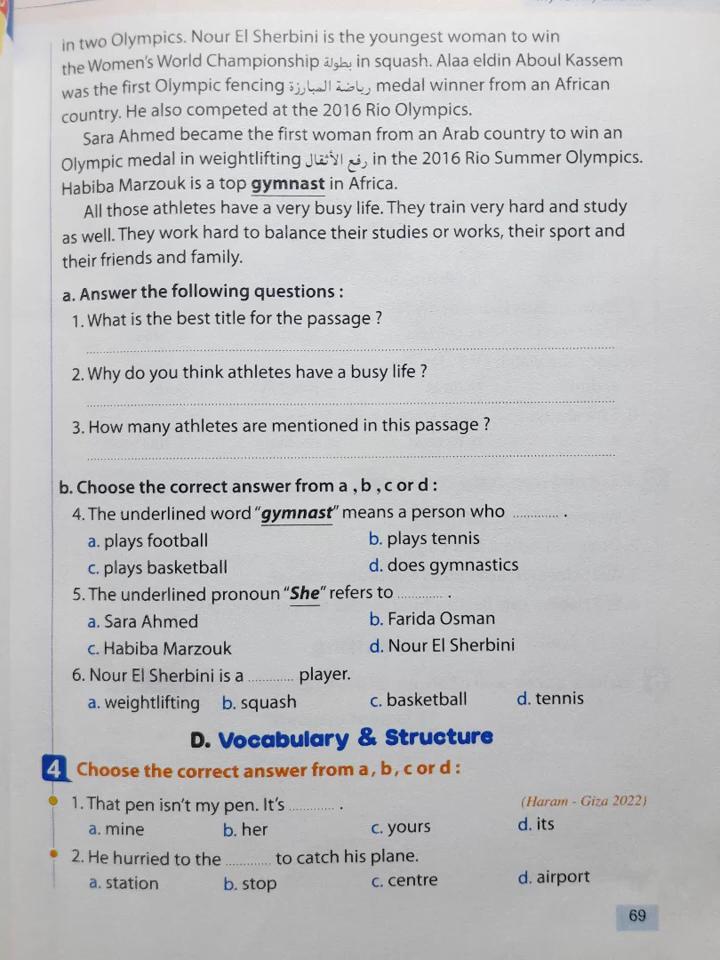 in two Olympics. Nour El Sherbini is the youngest woman to win
the Women's World Championship بطولة in squash. Alaa eldin Aboul Kassem
was the first Olympic fencing رياضة المبارزة medal winner from an African
country. He also competed at the 2016 Rio Olympics.
Sara Ahmed became the first woman from an Arab country to win an
Olympic medal in weightlifting رفع الأثقال in the 2016 Rio Summer Olympics.
Habiba Marzouk is a top gymnast in Africa.
All those athletes have a very busy life. They train very hard and study
as well. They work hard to balance their studies or works, their sport and
their friends and family.
a. Answer the following questions :
1. What is the best title for the passage ?
2. Why do you think athletes have a busy life ?
3. How many athletes are mentioned in this passage ?
b. Choose the correct answer from a , b , c or d :
4. The underlined word "gymnast" means a person who ............ .
a. plays football b. plays tennis
c. plays basketball d. does gymnastics
5. The underlined pronoun "She" refers to ............ .
a. Sara Ahmed b. Farida Osman
c. Habiba Marzouk d. Nour El Sherbini
6. Nour El Sherbini is a ............ player.
a. weightlifting b. squash c. basketball d. tennis
D. Vocabulary & Structure
4 Choose the correct answer from a , b , c or d :
1. That pen isn't my pen. It's ............ . (Haram - Giza 2022)
a. mine b. her c. yours d. its
2. He hurried to the ............ to catch his plane.
a. station b. stop c. centre d. airport
69